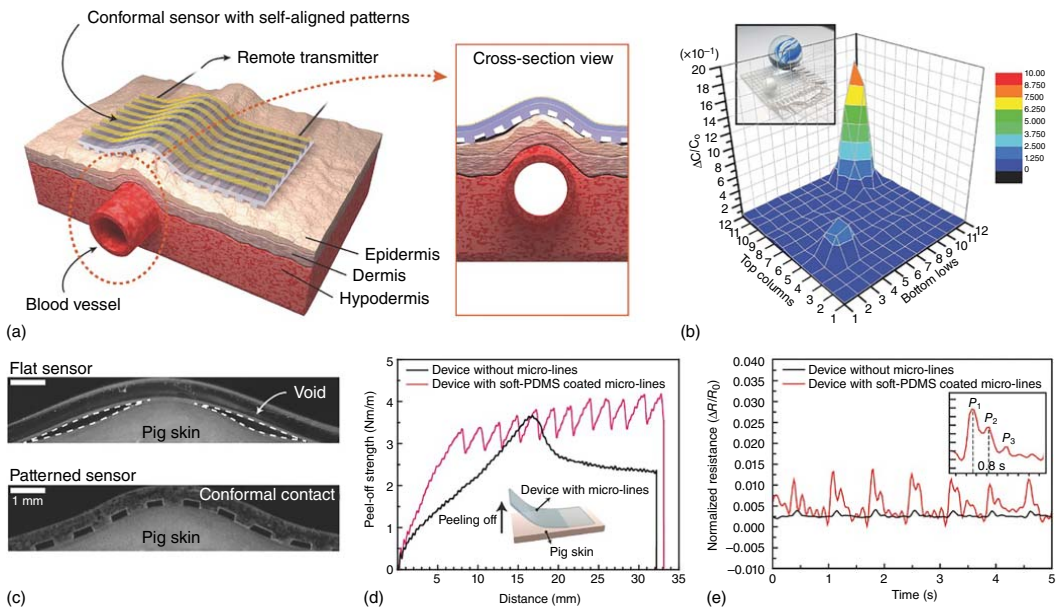 Conformal sensor with self-aligned patterns
Remote transmitter
Cross-section view
Epidermis
Dermis
Hypodermis
Blood vessel
(a)
(×10⁻¹)
20
18
16
14
12
10
8
6
4
2
ΔC/C₀
12
11
10
9
8
7
6
5
4
3
2
1
Top columns
1
2
3
4
5
6
7
8
9
10
11
12
Bottom lows
10.00
8.750
6.250
5.000
3.750
2.500
1.250
0
(b)
Flat sensor
Void
Pig skin
Patterned sensor
1 mm
Conformal contact
Pig skin
(c)
Peel-off strength (Nm/m)
5
4
3
2
1
0
Device without micro-lines
Device with soft-PDMS coated micro-lines
Device with micro-lines
Peeling off
Pig skin
5
10
15
20
25
30
35
Distance (mm)
(d)
Normalized resistance (ΔR/R₀)
0.040
0.035
0.030
0.025
0.020
0.015
0.010
0.005
0.000
−0.005
−0.010
Device without micro-lines
Device with soft-PDMS coated micro-lines
P₁
P₂
P₃
0.8 s
0
1
2
3
4
5
Time (s)
(e)